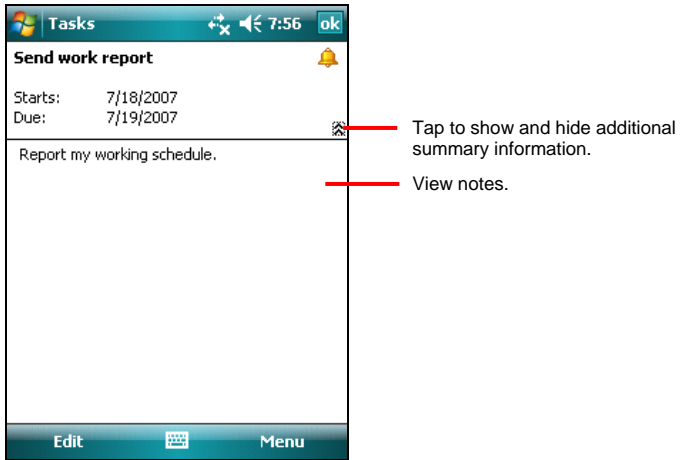 Tasks 7:56 ok
Send work report
Starts: 7/18/2007
Due: 7/19/2007
Tap to show and hide additional
summary information.
Report my working schedule.
View notes.
Edit Menu